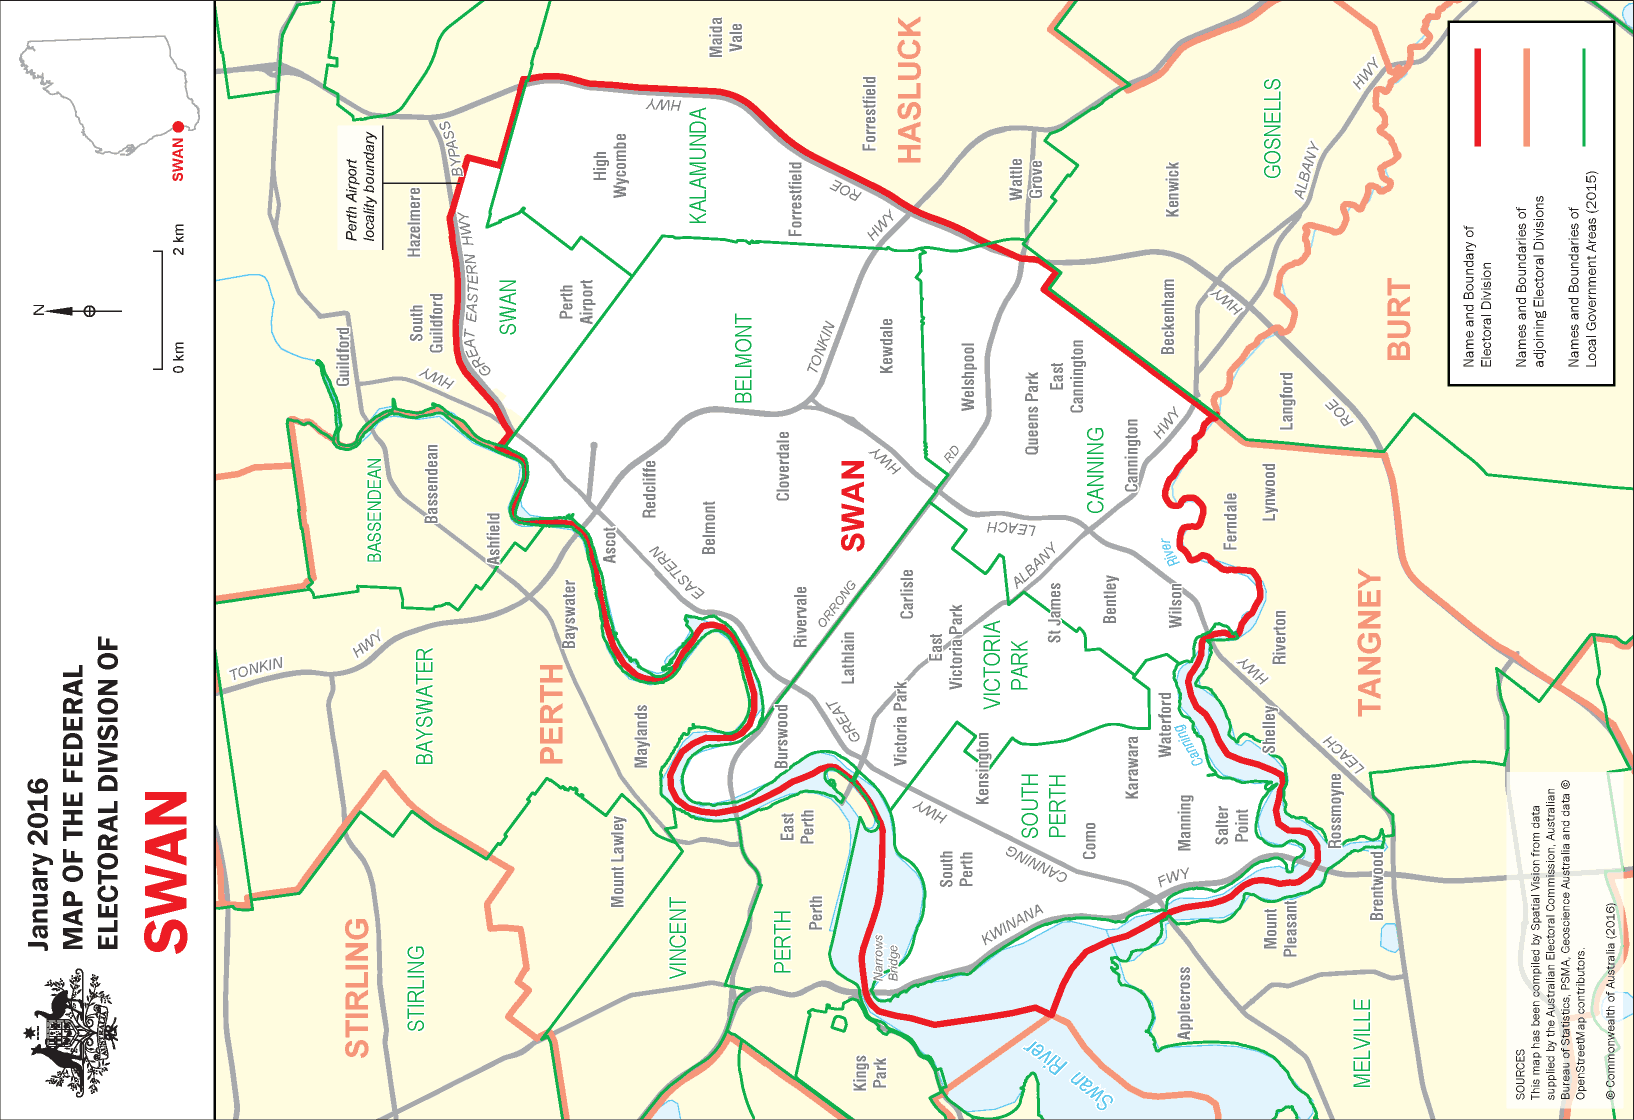 January 2016
MAP OF THE FEDERAL
ELECTORAL DIVISION OF
SWAN
N
0 km
2 km
SWAN
Perth Airport
locality boundary
STIRLING
STIRLING
BAYSWATER
BASSENDEAN
Bassendean
Ashfield
Guildford
South
Guildford
Hazelmere
TONKIN
HWY
HWY
GREAT EASTERN HWY
BYPASS
PERTH
Bayswater
Maylands
Mount Lawley
VINCENT
PERTH
Perth
East
Perth
Kings
Park
SWAN
Perth
Airport
High
Wycombe
KALAMUNDA
Forrestfield
Forrestfield
Maida
Vale
HASLUCK
HWY
ROE
HWY
TONKIN
Wattle
Grove
Kenwick
GOSNELLS
ALBANY
HWY
BELMONT
Kewdale
Welshpool
Ascot
Redcliffe
Belmont
Cloverdale
SWAN
EASTERN
GREAT
HWY
LEACH
RD
ORRONG
Rivervale
Burswood
Lathlain
Carlisle
Victoria Park
East
Victoria Park
VICTORIA
PARK
St James
Bentley
Wilson
ALBANY
HWY
Queens Park
East
Cannington
CANNING
Cannington
Beckenham
HWY
ROE
Langford
Lynwood
Ferndale
River
Canning
Riverton
Shelley
Rossmoyne
HWY
LEACH
BURT
TANGNEY
Kensington
SOUTH
PERTH
South
Perth
Como
Karawara
Waterford
Manning
Salter
Point
HWY
CANNING
KWINANA
FWY
Narrows
Bridge
Swan River
Mount
Pleasant
Brentwood
Applecross
MELVILLE
Name and Boundary of
Electoral Division
Names and Boundaries of
adjoining Electoral Divisions
Names and Boundaries of
Local Government Areas (2015)
SOURCES
This map has been compiled by Spatial Vision from data
supplied by the Australian Electoral Commission, Australian
Bureau of Statistics, PSMA, Geoscience Australia and data ©
OpenStreetMap contributors.
© Commonwealth of Australia (2016)